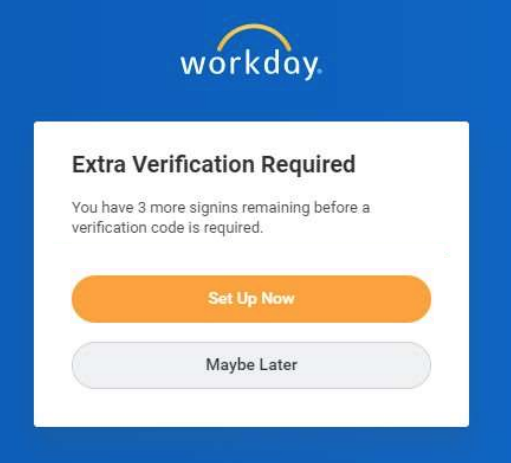 workday.
Extra Verification Required
You have 3 more signins remaining before a
verification code is required.
Set Up Now
Maybe Later